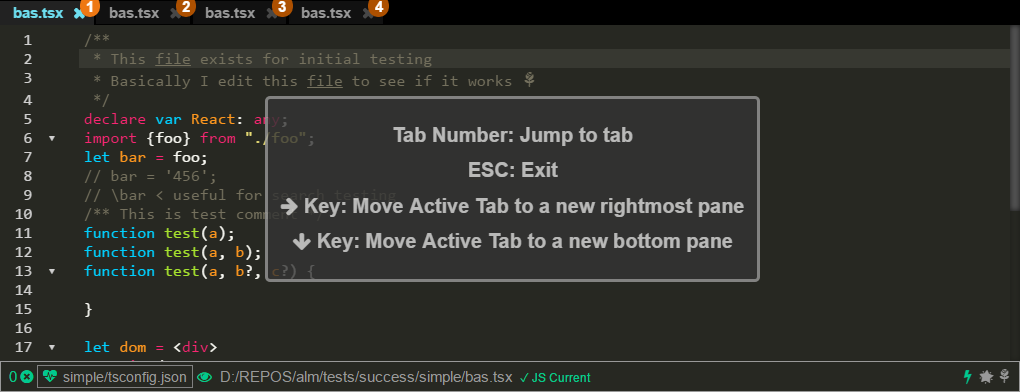 bas.tsx 1 bas.tsx 2 bas.tsx 3 bas.tsx 4
1 /**
2 * This file exists for initial testing
3 * Basically I edit this file to see if it works
4 */
5 declare var React: any;
6 import {foo} from "./foo";
7 let bar = foo;
8 // bar = '456';
9 // \bar < useful for search testing
10 /** This is test comment
11 function test(a);
12 function test(a, b);
13 function test(a, b?, c?) {
14
15 }
16
17 let dom = <div>
Tab Number: Jump to tab
ESC: Exit
→ Key: Move Active Tab to a new rightmost pane
↓ Key: Move Active Tab to a new bottom pane
0 simple/tsconfig.json D:/REPOS/alm/tests/success/simple/bas.tsx ✓ JS Current